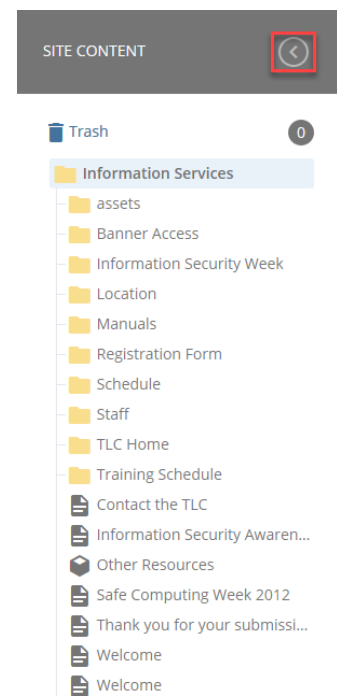 SITE CONTENT
Trash 0
Information Services
assets
Banner Access
Information Security Week
Location
Manuals
Registration Form
Schedule
Staff
TLC Home
Training Schedule
Contact the TLC
Information Security Awaren...
Other Resources
Safe Computing Week 2012
Thank you for your submissi...
Welcome
Welcome